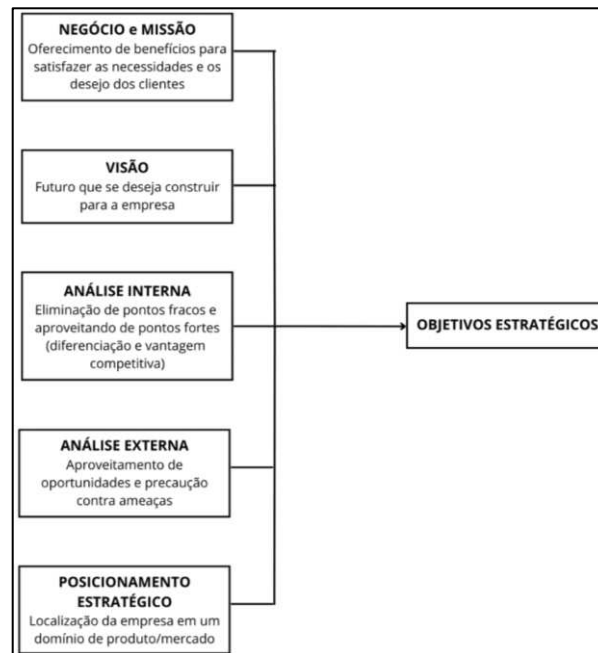 NEGÓCIO e MISSÃO
Oferecimento de benefícios para
satisfazer as necessidades e os
desejo dos clientes
VISÃO
Futuro que se deseja construir
para a empresa
ANÁLISE INTERNA
Eliminação de pontos fracos e
aproveitando de pontos fortes
(diferenciação e vantagem
competitiva)
OBJETIVOS ESTRATÉGICOS
ANÁLISE EXTERNA
Aproveitamento de
oportunidades e precaução
contra ameaças
POSICIONAMENTO
ESTRATÉGICO
Localização da empresa em um
domínio de produto/mercado